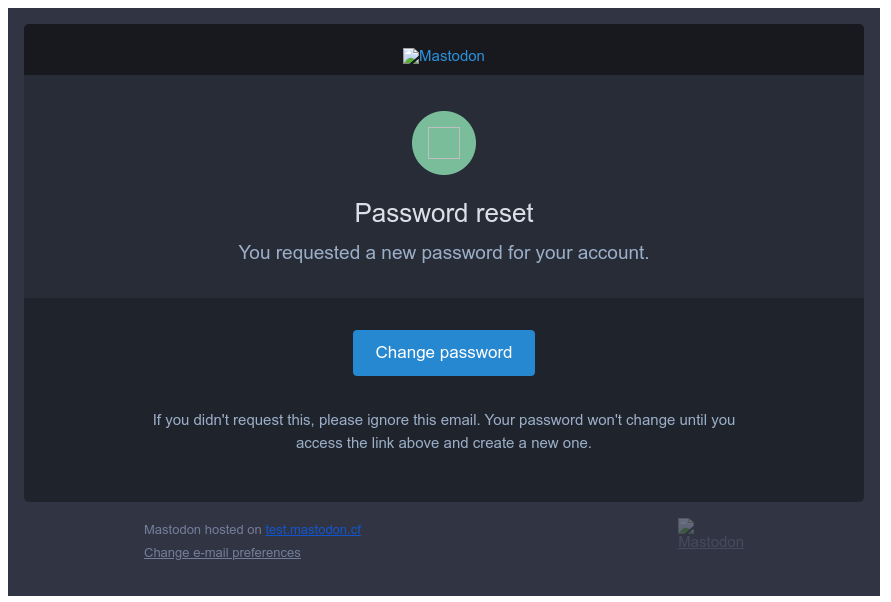 Mastodon
Password reset
You requested a new password for your account.
Change password
If you didn't request this, please ignore this email. Your password won't change until you
access the link above and create a new one.
Mastodon hosted on test.mastodon.cf
Change e-mail preferences
Mastodon